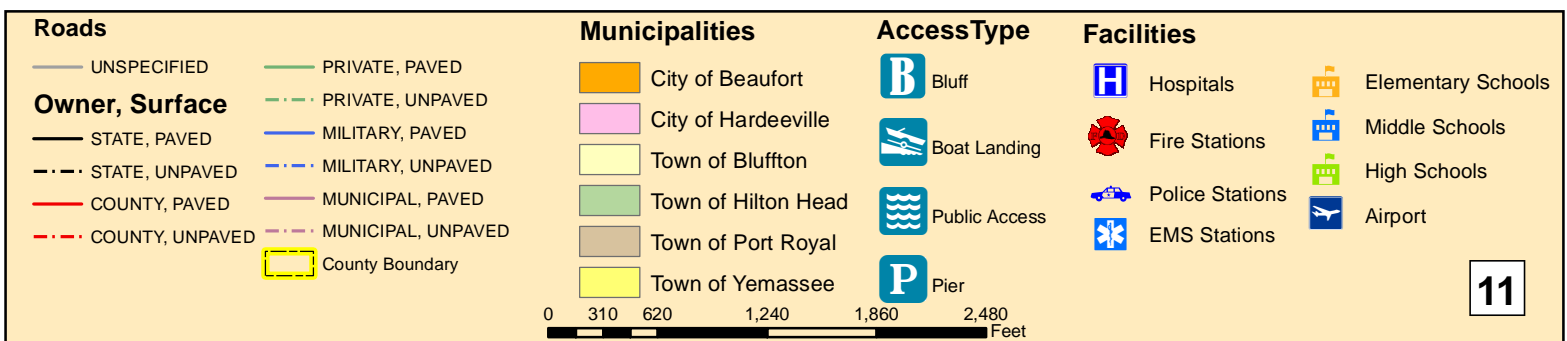 Roads
UNSPECIFIED
Owner, Surface
STATE, PAVED
STATE, UNPAVED
COUNTY, PAVED
COUNTY, UNPAVED
PRIVATE, PAVED
PRIVATE, UNPAVED
MILITARY, PAVED
MILITARY, UNPAVED
MUNICIPAL, PAVED
MUNICIPAL, UNPAVED
County Boundary
Municipalities
City of Beaufort
City of Hardeeville
Town of Bluffton
Town of Hilton Head
Town of Port Royal
Town of Yemassee
AccessType
B Bluff
Boat Landing
Public Access
P Pier
Facilities
H Hospitals
Fire Stations
Police Stations
EMS Stations
Elementary Schools
Middle Schools
High Schools
Airport
0 310 620 1,240 1,860 2,480
Feet
11